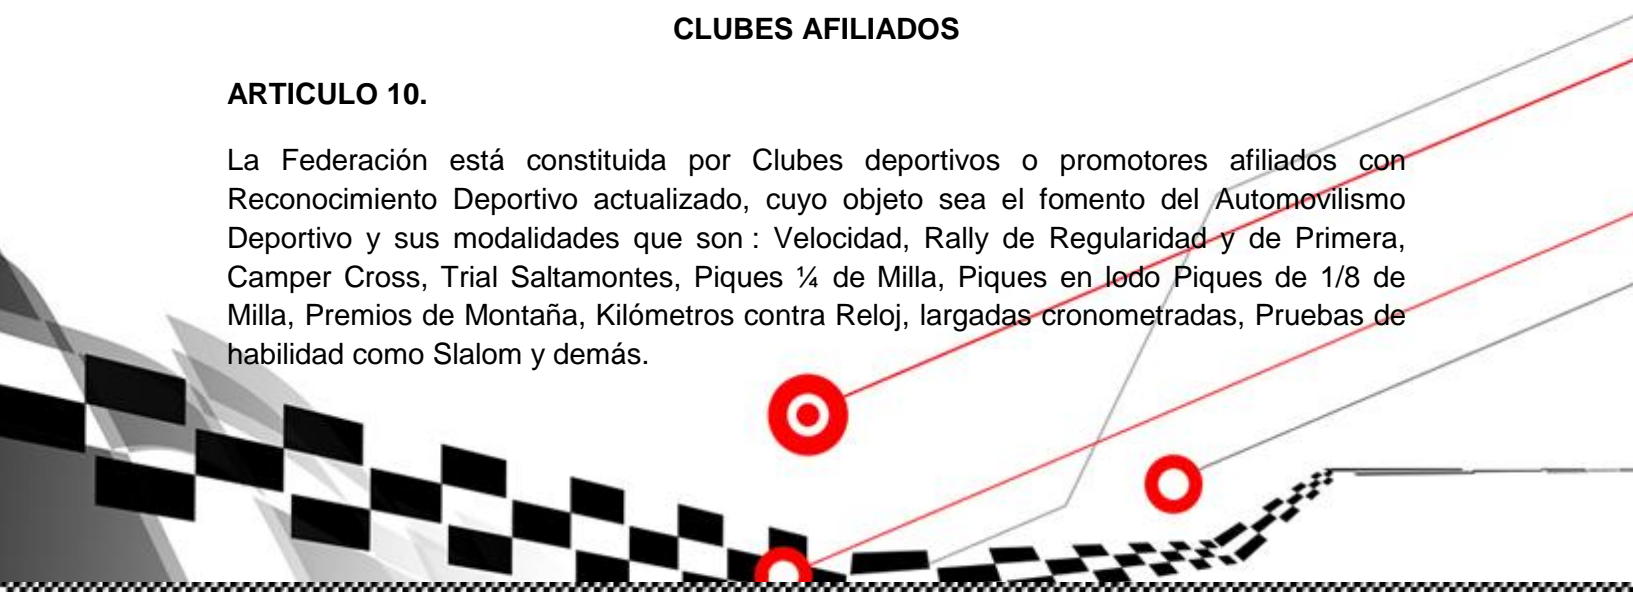 CLUBES AFILIADOS
ARTICULO 10.
La Federación está constituida por Clubes deportivos o promotores afiliados con
Reconocimiento Deportivo actualizado, cuyo objeto sea el fomento del Automovilismo
Deportivo y sus modalidades que son : Velocidad, Rally de Regularidad y de Primera,
Camper Cross, Trial Saltamontes, Piques ¼ de Milla, Piques en lodo Piques de 1/8 de
Milla, Premios de Montaña, Kilómetros contra Reloj, largadas cronometradas, Pruebas de
habilidad como Slalom y demás.